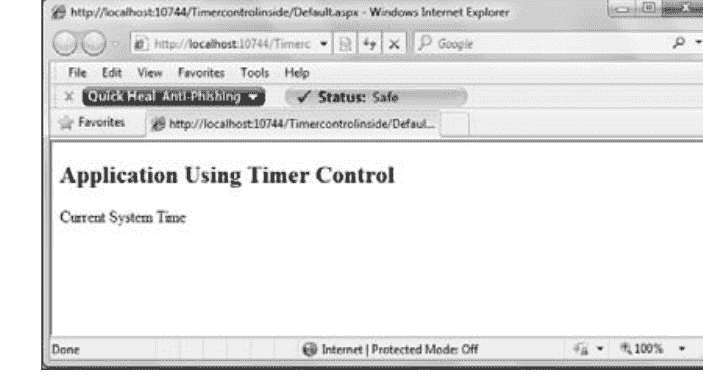 http://localhost:10744/Timercontrolinside/Default.aspx - Windows Internet Explorer
http://localhost:10744/Timerc Google
File Edit View Favorites Tools Help
X Quick Heal Anti-Phishing Status: Safe
Favorites http://localhost:10744/Timercontrolinside/Defaul...
Application Using Timer Control
Current System Time
Done Internet | Protected Mode: Off 100%